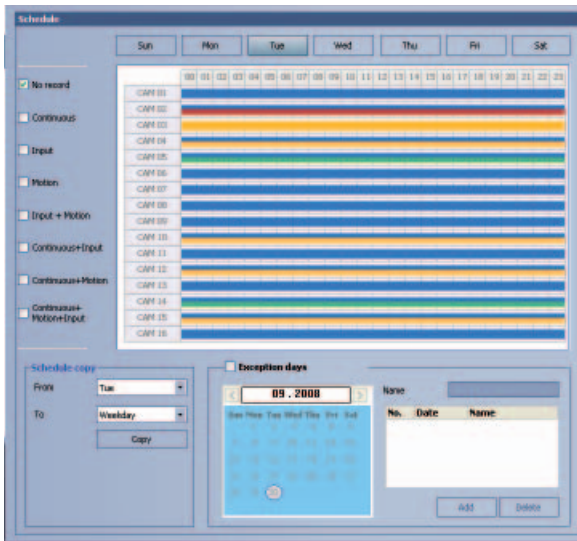 Schedule
Sun Mon Tue Wed Thu Fri Sat
00 01 02 03 04 05 06 07 08 09 10 11 12 13 14 15 16 17 18 19 20 21 22 23
No record
Continuous
Input
Motion
Input + Motion
Continuous+Input
Continuous+Motion
Continuous+
Motion+Input
CAM 01
CAM 02
CAM 03
CAM 04
CAM 05
CAM 06
CAM 07
CAM 08
CAM 09
CAM 10
CAM 11
CAM 12
CAM 13
CAM 14
CAM 15
CAM 16
Schedule copy
From Tue
To Weekday
Copy
Exception days
< 09 . 2008 >
Sun Mon Tue Wed Thu Fri Sat
30
Name
No. Date Name
Add Delete